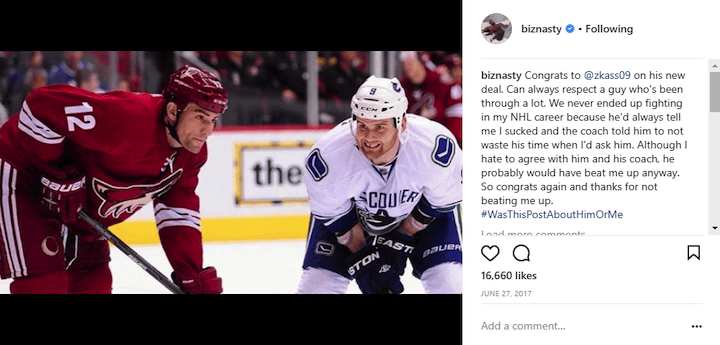 biznasty • Following
biznasty Congrats to @zkass09 on his new
deal. Can always respect a guy who's been
through a lot. We never ended up fighting
in my NHL career because he'd always tell
me I sucked and the coach told him to not
waste his time when I'd ask him. Although I
hate to agree with him and his coach, he
probably would have beat me up anyway.
So congrats again and thanks for not
beating me up.
#WasThisPostAboutHimOrMe
Load more comments
16,660 likes
JUNE 27, 2017
Add a comment...
12
12
BAUER
the
CCM
9
EAST
STON
BAUER